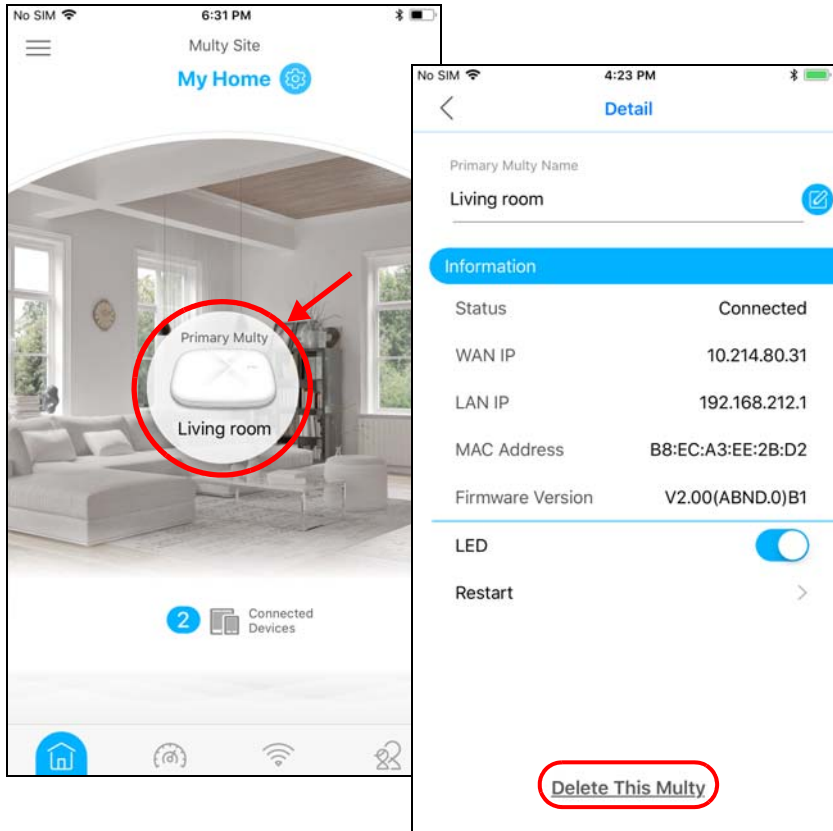 No SIM 6:31 PM
Multy Site
My Home
Primary Multy
Living room
2 Connected
Devices
No SIM 4:23 PM
Detail
Primary Multy Name
Living room
Information
Status Connected
WAN IP 10.214.80.31
LAN IP 192.168.212.1
MAC Address B8:EC:A3:EE:2B:D2
Firmware Version V2.00(ABND.0)B1
LED
Restart
Delete This Multy